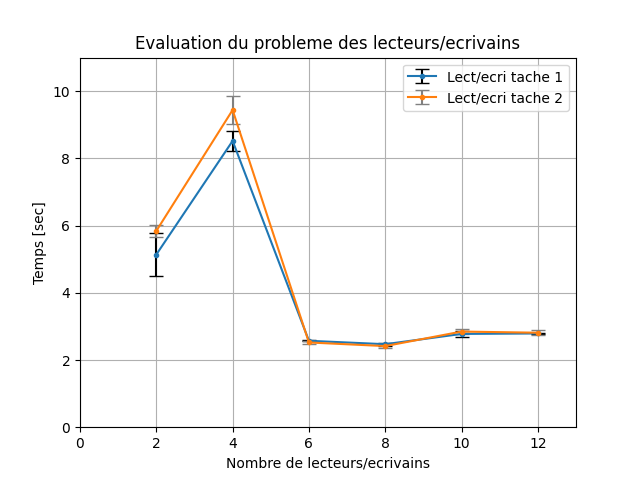 Evaluation du probleme des lecteurs/ecrivains
Lect/ecri tache 1
Lect/ecri tache 2
Temps [sec]
10
8
6
4
2
0
0 2 4 6 8 10 12
Nombre de lecteurs/ecrivains